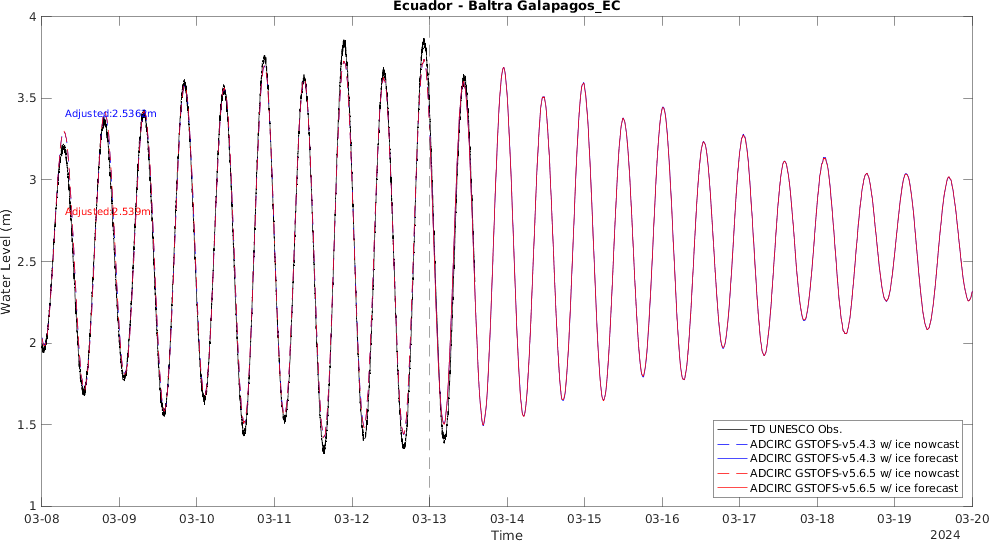 Ecuador - Baltra Galapagos_EC
4
3.5
3
2.5
2
1.5
1
Water Level (m)
Adjusted:2.5361m
Adjusted:2.539m
TD UNESCO Obs.
ADCIRC GSTOFS-v5.4.3 w/ ice nowcast
ADCIRC GSTOFS-v5.4.3 w/ ice forecast
ADCIRC GSTOFS-v5.6.5 w/ ice nowcast
ADCIRC GSTOFS-v5.6.5 w/ ice forecast
03-08 03-09 03-10 03-11 03-12 03-13 03-14 03-15 03-16 03-17 03-18 03-19 03-20
Time
2024